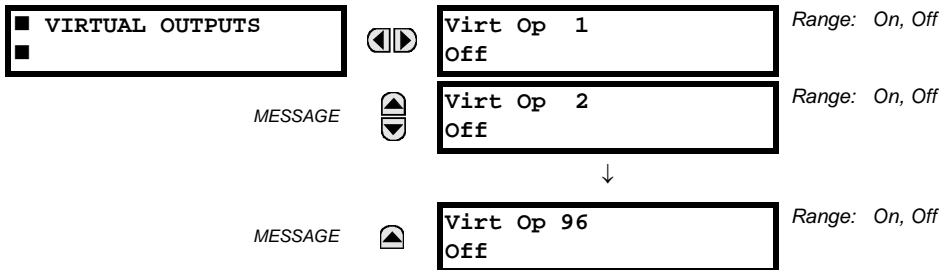 ■ VIRTUAL OUTPUTS
■
Virt Op 1
Off
Range: On, Off
MESSAGE
Virt Op 2
Off
Range: On, Off
↓
MESSAGE
Virt Op 96
Off
Range: On, Off